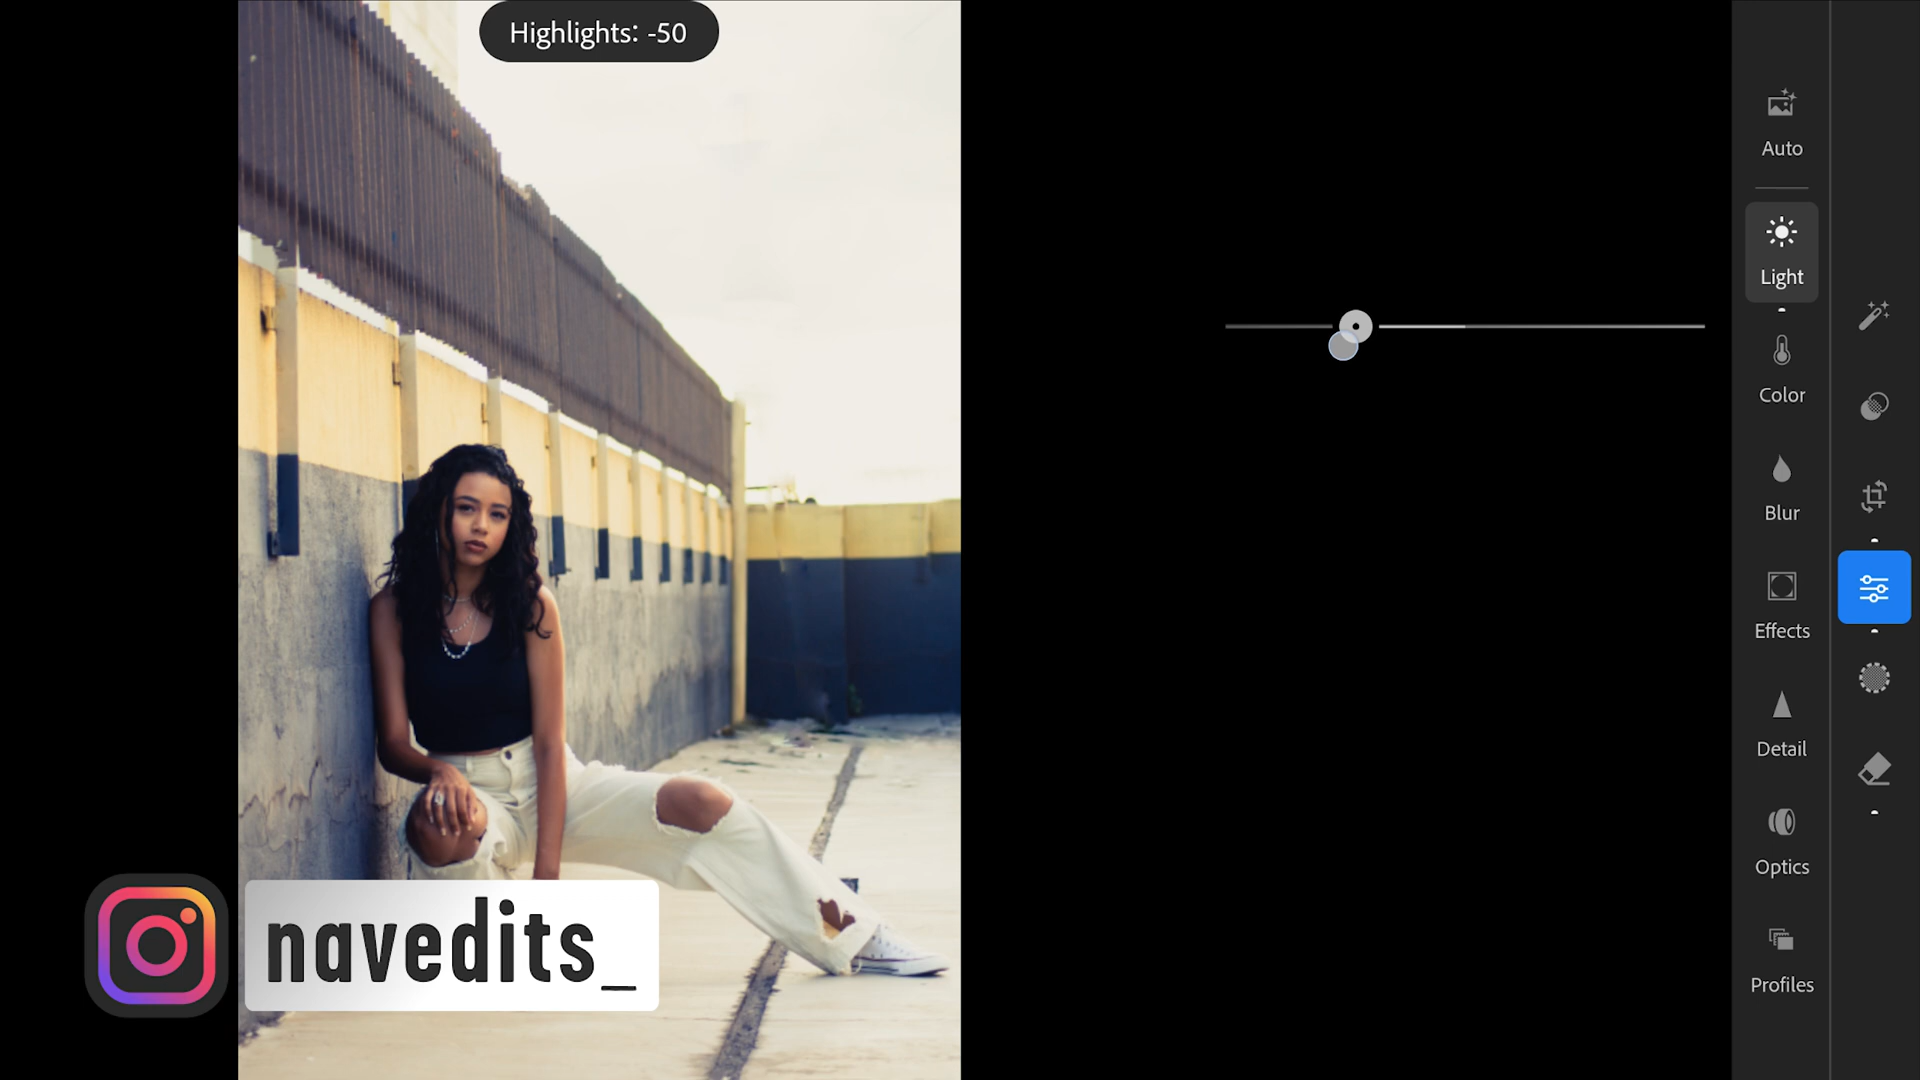 Highlights: -50
Auto
Light
Color
Blur
Effects
Detail
Optics
Profiles
navedits_